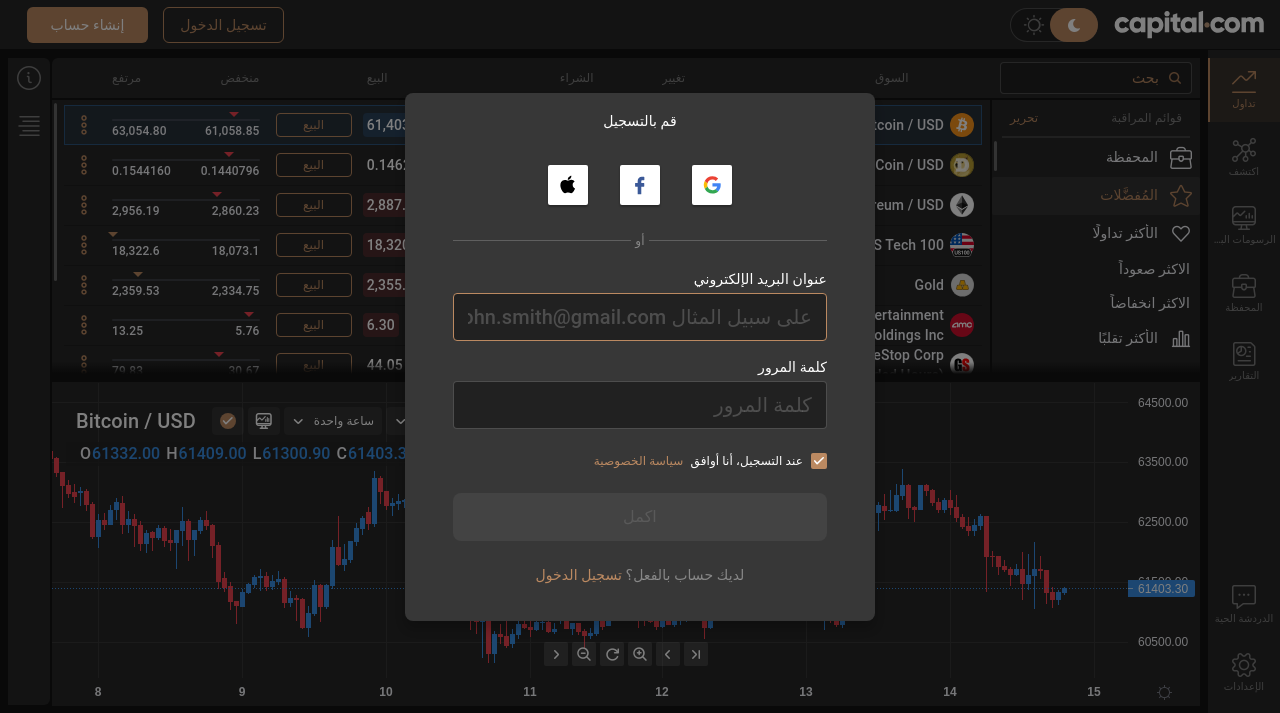 capital.com
تسجيل الدخول
إنشاء حساب
بحث
السوق
تغيير
الشراء
البيع
منخفض
مرتفع
قوائم المراقبة
تحرير
المحفظة
المُفضَّلات
الأكثر تداولًا
الاكثر صعوداً
الاكثر انخفاضاً
الأكثر تقلبًا
تداول
اكتشف
الرسومات الب...
المحفظة
التقارير
الدردشة الحية
الإعدادات
tcoin / USD
61,403
البيع
61,058.85
63,054.80
Coin / USD
0.1462
البيع
0.1440796
0.1544160
reum / USD
2,887.
البيع
2,860.23
2,956.19
S Tech 100
US100
18,320
البيع
18,073.1
18,322.6
Gold
2,355.
البيع
2,334.75
2,359.53
ertainment
oldings Inc
amc
6.30
البيع
5.76
13.25
eStop Corp
44.05
البيع
30.67
79.83
قم بالتسجيل
أو
عنوان البريد الإلكتروني
على سبيل المثال ohn.smith@gmail.com
كلمة المرور
كلمة المرور
عند التسجيل، أنا أوافق سياسة الخصوصية
اكمل
لديك حساب بالفعل؟ تسجيل الدخول
Bitcoin / USD
ساعة واحدة
O61332.00 H61409.00 L61300.90 C61403.3
64500.00
63500.00
62500.00
61403.30
60500.00
8 9 10 11 12 13 14 15